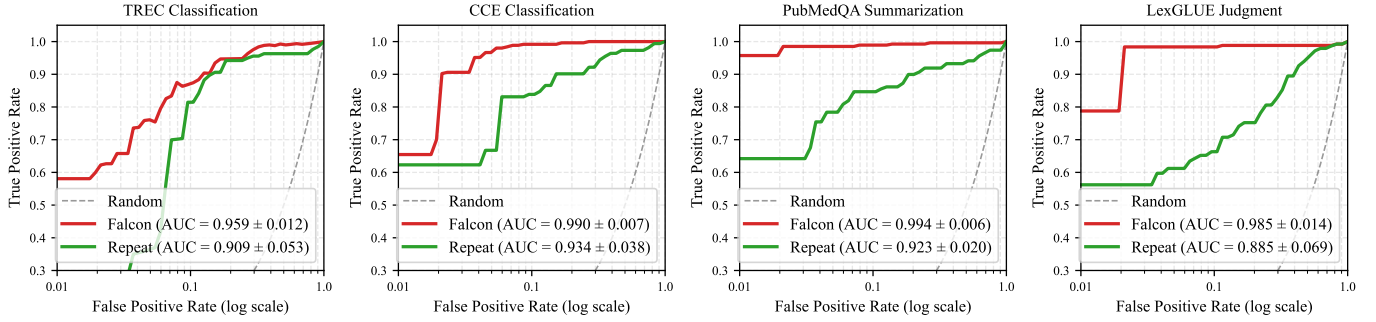 TREC Classification
True Positive Rate
1.0
0.9
0.8
0.7
0.6
0.5
0.4
0.3
Random
Falcon (AUC = 0.959 ± 0.012)
Repeat (AUC = 0.909 ± 0.053)
0.01
0.1
1.0
False Positive Rate (log scale)
CCE Classification
True Positive Rate
1.0
0.9
0.8
0.7
0.6
0.5
0.4
0.3
Random
Falcon (AUC = 0.990 ± 0.007)
Repeat (AUC = 0.934 ± 0.038)
0.01
0.1
1.0
False Positive Rate (log scale)
PubMedQA Summarization
True Positive Rate
1.0
0.9
0.8
0.7
0.6
0.5
0.4
0.3
Random
Falcon (AUC = 0.994 ± 0.006)
Repeat (AUC = 0.923 ± 0.020)
0.01
0.1
1.0
False Positive Rate (log scale)
LexGLUE Judgment
True Positive Rate
1.0
0.9
0.8
0.7
0.6
0.5
0.4
0.3
Random
Falcon (AUC = 0.985 ± 0.014)
Repeat (AUC = 0.885 ± 0.069)
0.01
0.1
1.0
False Positive Rate (log scale)